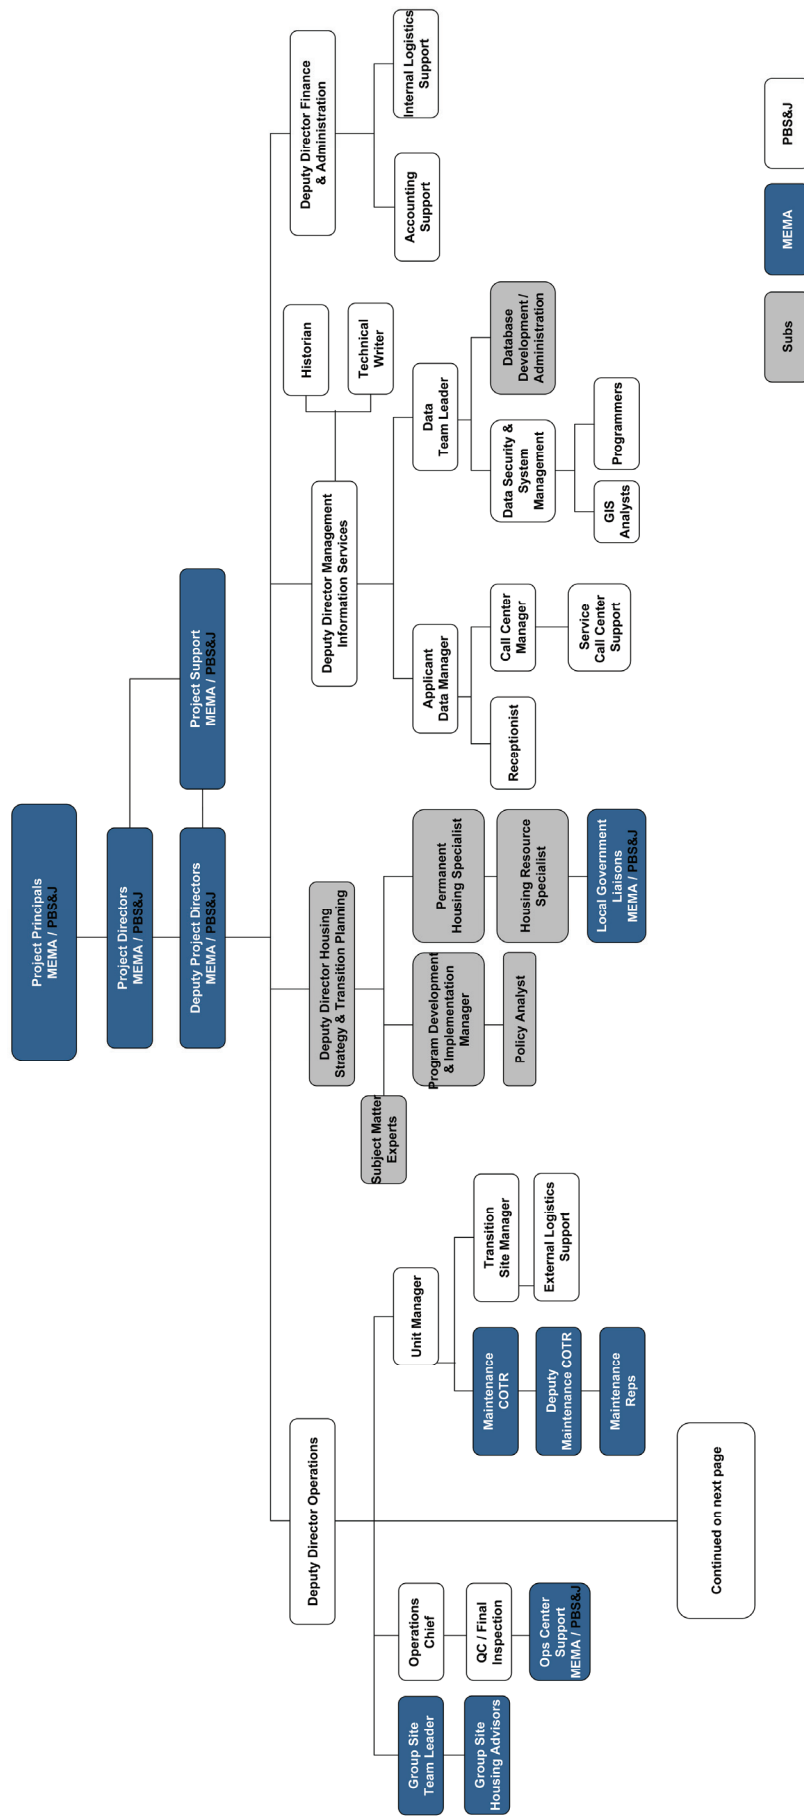 Project Principals
MEMA / PBS&J
Project Directors
MEMA / PBS&J
Deputy Project Directors
MEMA / PBS&J
Project Support
MEMA / PBS&J
Deputy Director Operations
Group Site
Team Leader
Group Site
Housing Advisors
Operations
Chief
QC / Final
Inspection
Ops Center
Support
MEMA / PBS&J
Continued on next page
Unit Manager
Maintenance
COTR
Deputy
Maintenance COTR
Maintenance
Reps
Transition
Site Manager
External Logistics
Support
Deputy Director Housing
Strategy & Transition Planning
Subject Matter
Experts
Program Development
& Implementation
Manager
Policy Analyst
Permanent
Housing Specialist
Housing Resource
Specialist
Local Government
Liaisons
MEMA / PBS&J
Deputy Director Management
Information Services
Historian
Technical
Writer
Applicant
Data Manager
Receptionist
Call Center
Manager
Service
Call Center
Support
Data
Team Leader
Data Security &
System
Management
GIS
Analysts
Programmers
Database
Development /
Administration
Deputy Director Finance
& Administration
Accounting
Support
Internal Logistics
Support
Subs
MEMA
PBS&J